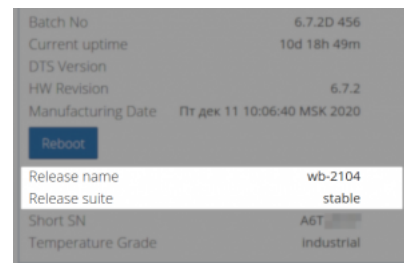 Batch No 6.7.2D 456
Current uptime 10d 18h 49m
DTS Version
HW Revision 6.7.2
Manufacturing Date Пт дек 11 10:06:40 MSK 2020
Reboot
Release name wb-2104
Release suite stable
Short SN A6T
Temperature Grade industrial